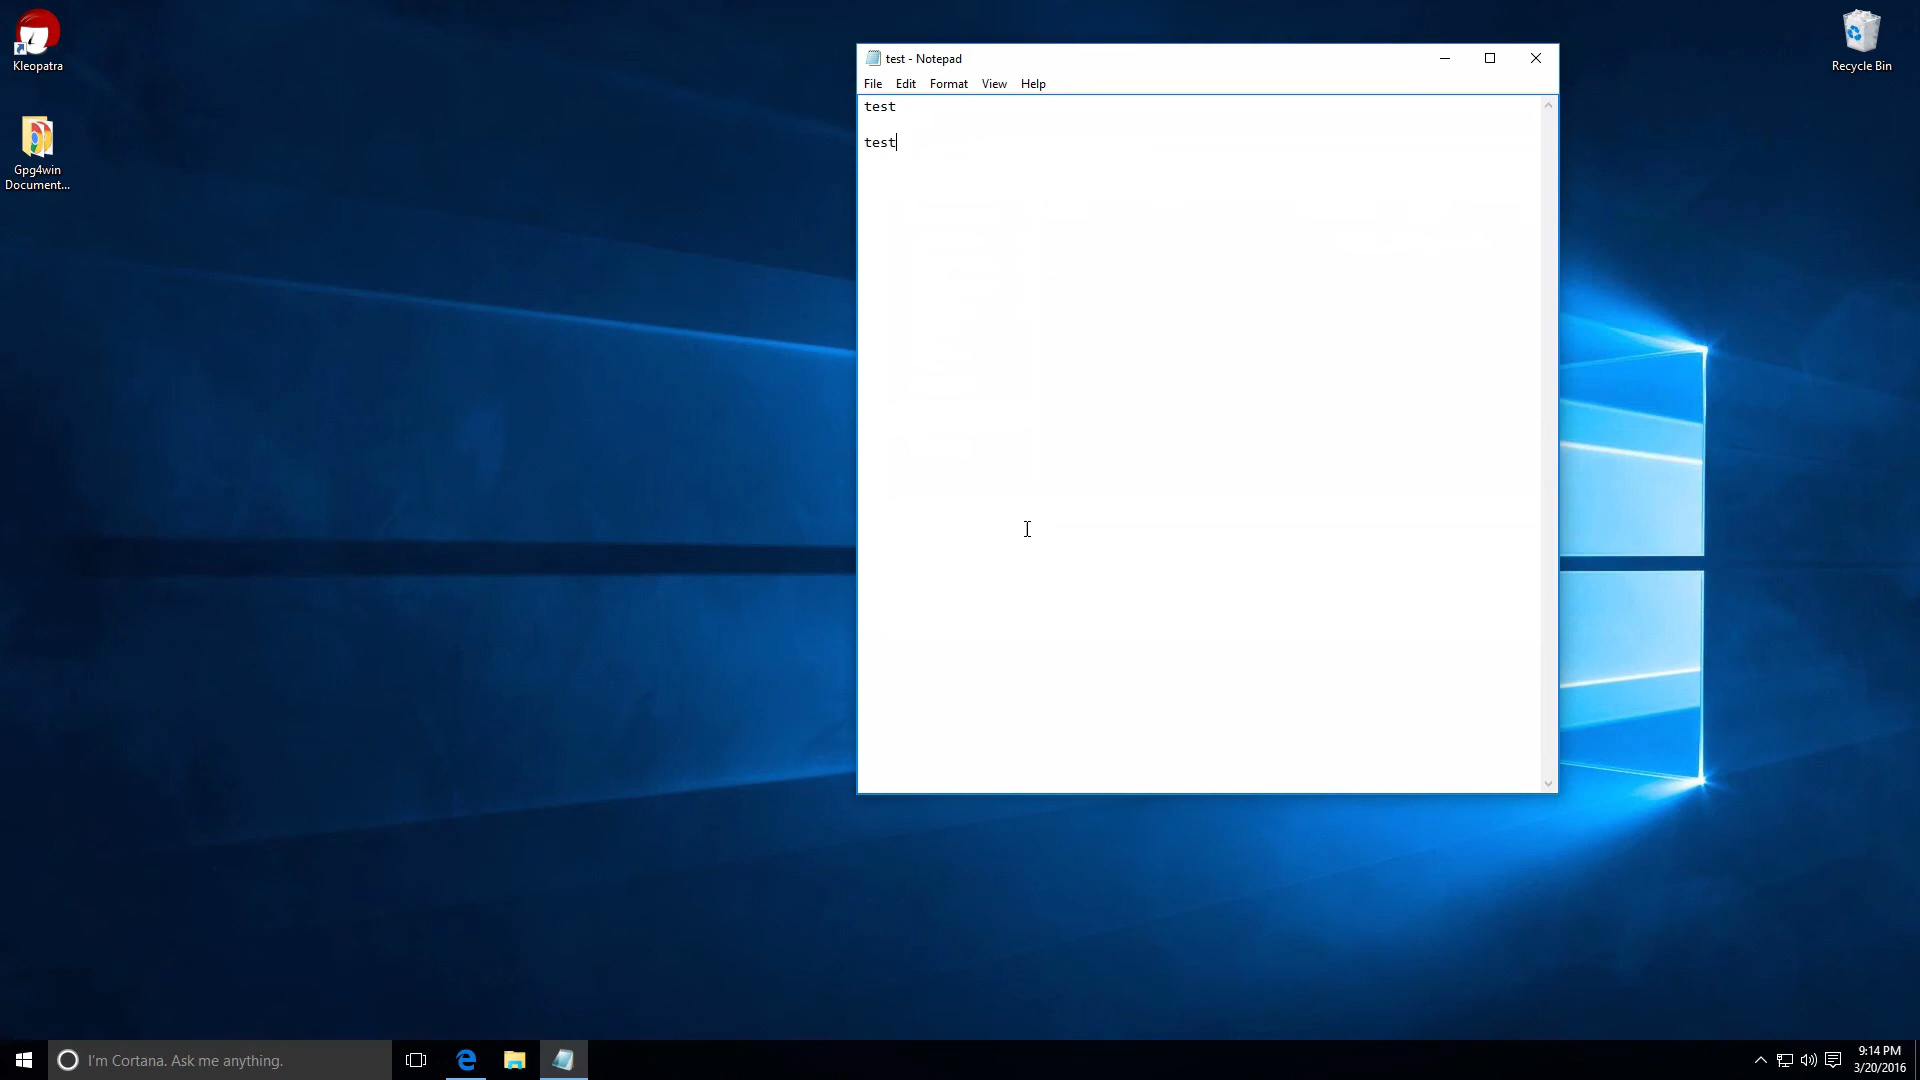 Kleopatra
Gpg4win
Document...
Recycle Bin
test - Notepad
File Edit Format View Help
test
test
I'm Cortana. Ask me anything.
9:14 PM
3/20/2016